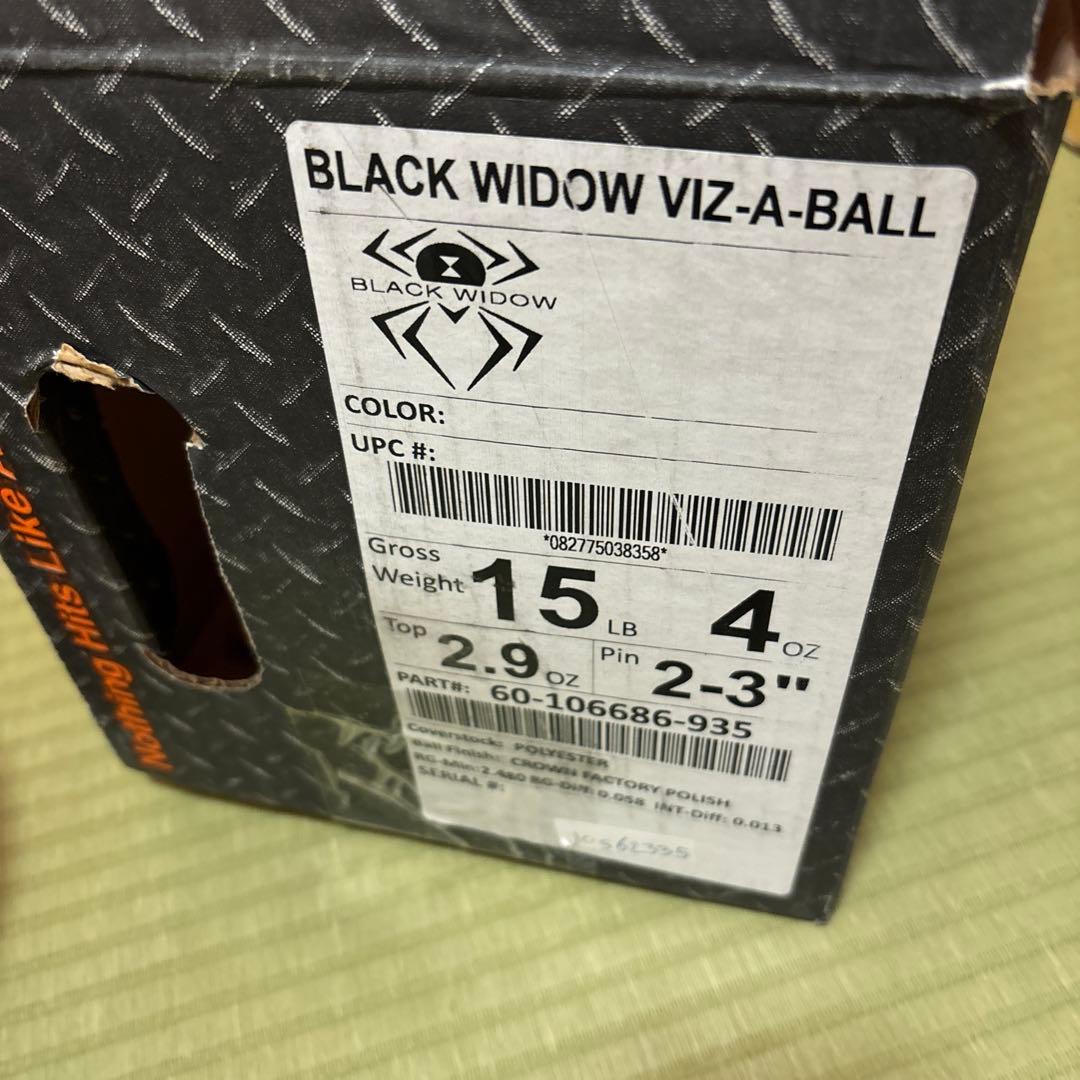 BLACK WIDOW VIZ-A-BALL
BLACK WIDOW
COLOR:
UPC #:
*082775038358*
Gross Weight 15 LB 4 OZ
Top 2.9 OZ Pin 2-3"
PART#: 60-106686-935
Coverstock: POLYESTER
Ball Finish: CROWN FACTORY POLISH
RG-Min: 2.480 RG-Diff: 0.058 INT-Diff: 0.013
SERIAL #:
Nothing Hits Like